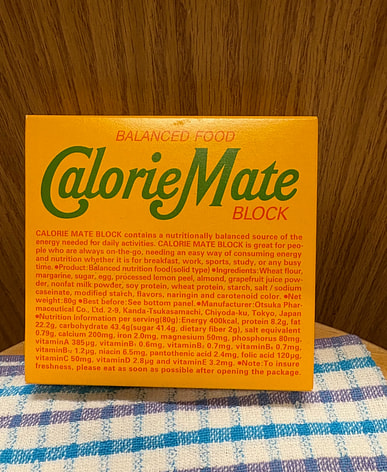 BALANCED FOOD
CalorieMate
BLOCK
CALORIE MATE BLOCK contains a nutritionally balanced source of the
energy needed for daily activities. CALORIE MATE BLOCK is great for peo-
ple who are always on-the-go, needing an easy way of consuming energy
and nutrition whether it is for breakfast, work, sports, study, or any busy
time. ●Product:Balanced nutrition food(solid type) ●Ingredients:Wheat flour,
margarine, sugar, egg, processed lemon peel, almond, grapefruit juice pow-
der, nonfat milk powder, soy protein, wheat protein, starch, salt / sodium
caseinate, modified starch, flavors, naringin and carotenoid color. ●Net
weight: 80g ●Best before: See bottom panel. ●Manufacturer:Otsuka Phar-
maceutical Co., Ltd. 2-9, Kanda-Tsukasamachi, Chiyoda-ku, Tokyo, Japan
●Nutrition information per serving(80g):Energy 400kcal, protein 8.2g, fat
22.2g, carbohydrate 43.4g(sugar 41.4g, dietary fiber 2g), salt equivalent
0.79g, calcium 200mg, iron 2.0mg, magnesium 50mg, phosphorus 80mg,
vitaminA 385μg, vitaminB₁ 0.6mg, vitaminB₂ 0.7mg, vitaminB₆ 0.7mg,
vitaminB₁₂ 1.2μg, niacin 6.5mg, pantothenic acid 2.4mg, folic acid 120μg,
vitaminC 50mg, vitaminD 2.8μg and vitaminE 3.2mg. ●Note:To insure
freshness, please eat as soon as possible after opening the package.